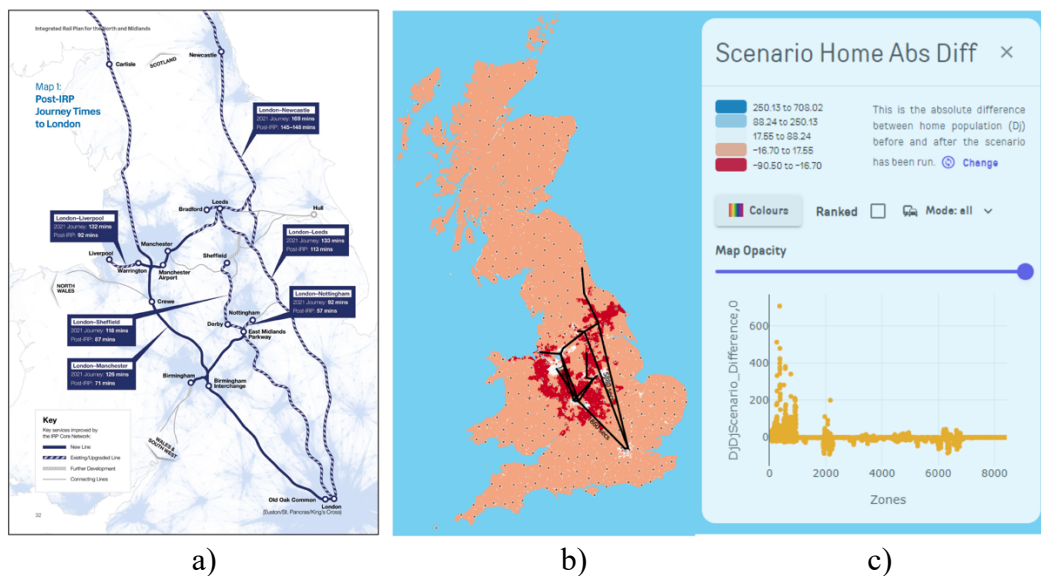 Integrated Rail Plan for the North and Midlands
Map 1:
Post-IRP
Journey Times
to London
Carlisle
SCOTLAND
Newcastle
London–Newcastle
2021 Journey: 169 mins
Post-IRP: 145–148 mins
Bradford
Leeds
Hull
London–Liverpool
2021 Journey: 132 mins
Post-IRP: 92 mins
London–Leeds
2021 Journey: 133 mins
Post-IRP: 113 mins
Manchester
Sheffield
Liverpool
Warrington
Manchester
Airport
NORTH
WALES
London–Nottingham
2021 Journey: 92 mins
Post-IRP: 57 mins
Crewe
Nottingham
London–Sheffield
2021 Journey: 118 mins
Post-IRP: 87 mins
Derby
East Midlands
Parkway
London–Manchester
2021 Journey: 126 mins
Post-IRP: 71 mins
Birmingham
Birmingham
Interchange
Key
Key services improved by
the IRP Core Network:
New Line
Existing/Upgraded Line
Further Development
Connecting Lines
WALES &
SOUTH WEST
Old Oak Common
London
(Euston/St. Pancras/King's Cross)
32
a)
b)
Scenario Home Abs Diff ×
250.13 to 708.02
88.24 to 250.13
17.55 to 88.24
-16.70 to 17.55
-90.50 to -16.70
This is the absolute difference
between home population (Dj)
before and after the scenario
has been run. Change
Colours Ranked Mode: all
Map Opacity
DjDjScenario_Difference,0
600
400
200
0
0 2000 4000 6000 8000
Zones
c)